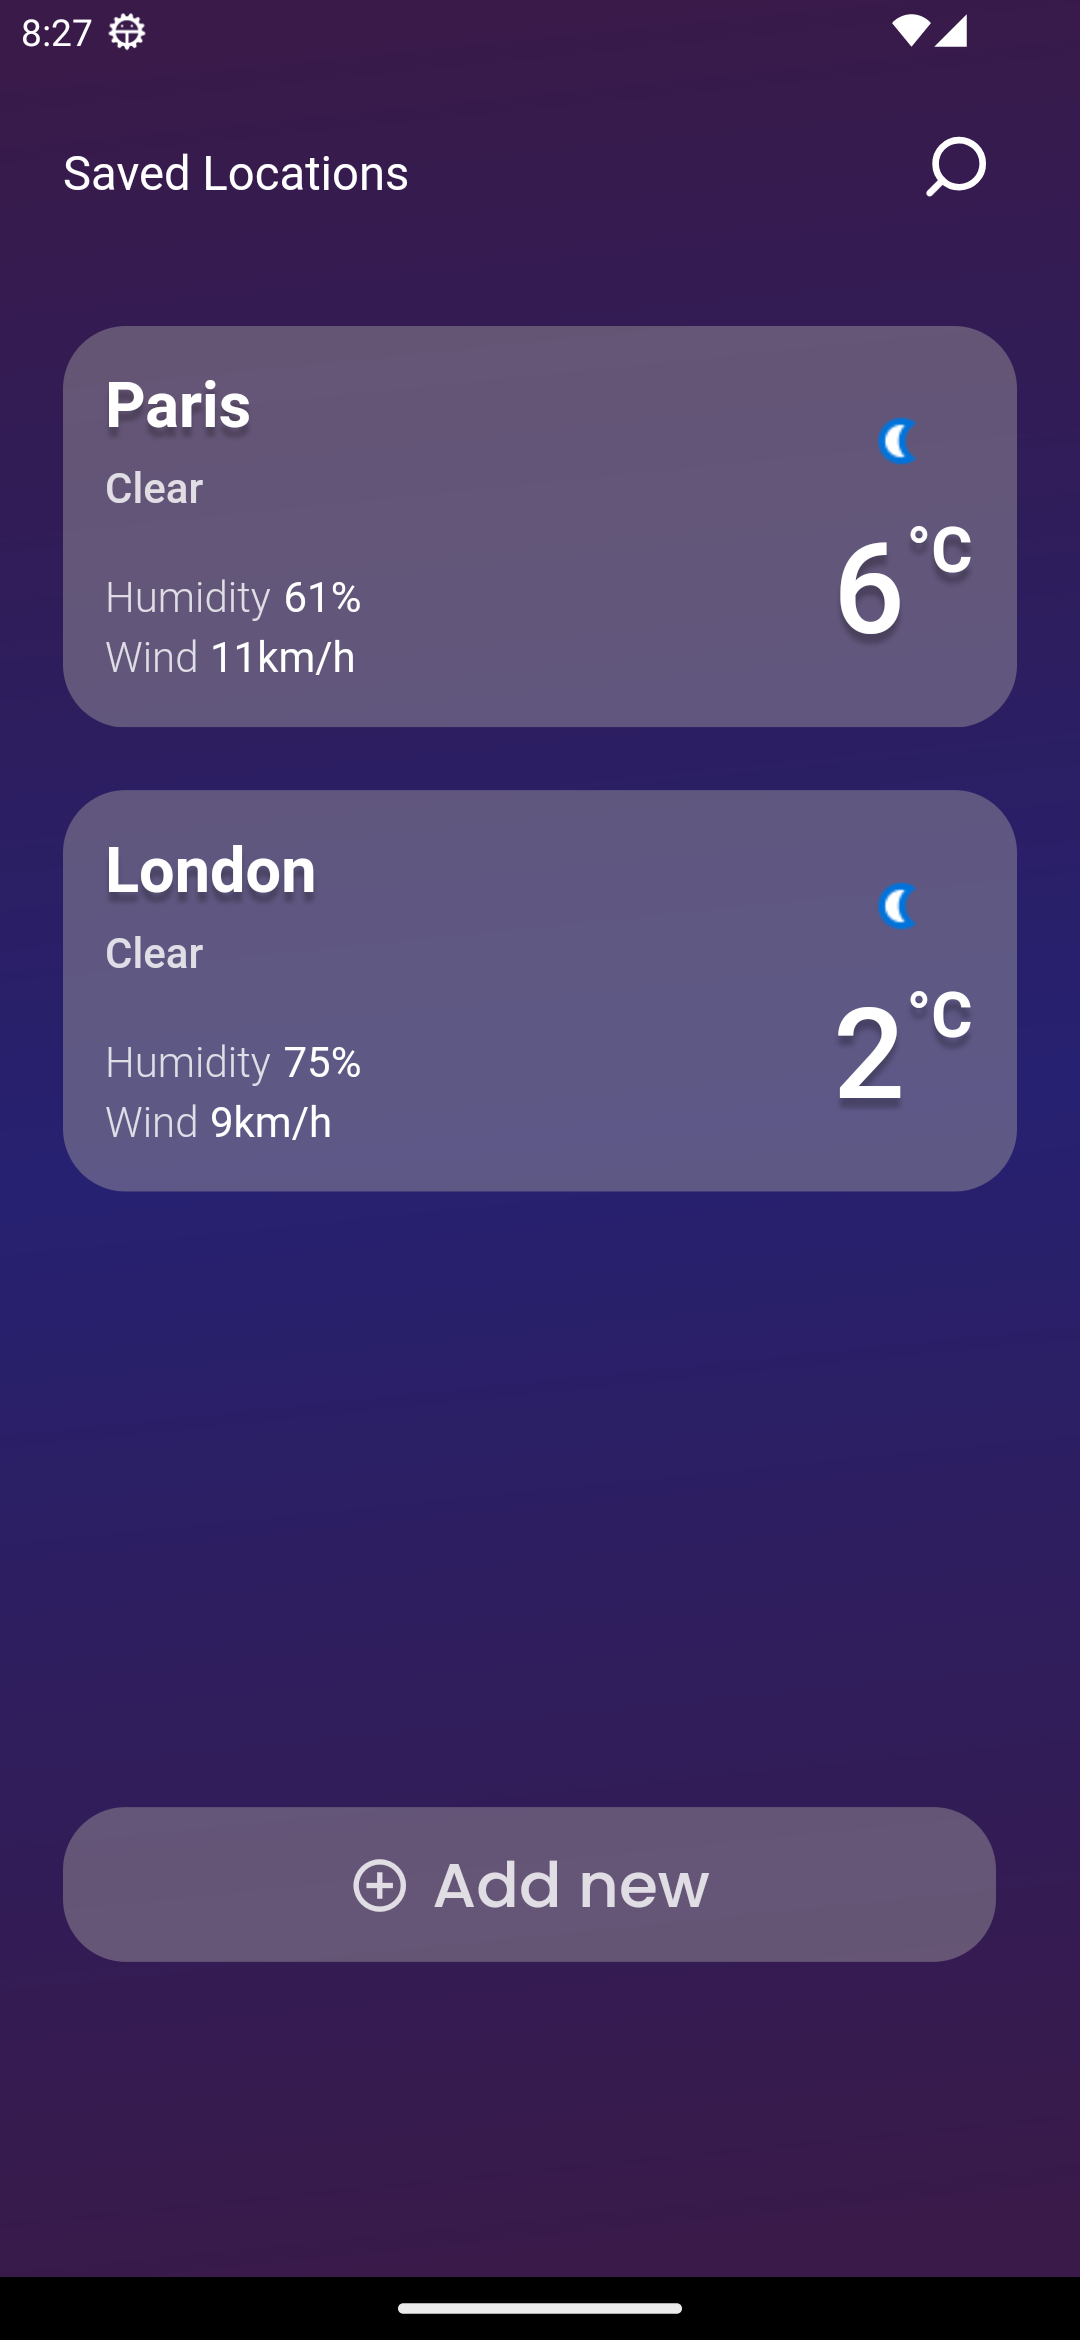 8:27
Saved Locations
Paris
Clear
Humidity 61%
Wind 11km/h
6°C
London
Clear
Humidity 75%
Wind 9km/h
2°C
Add new